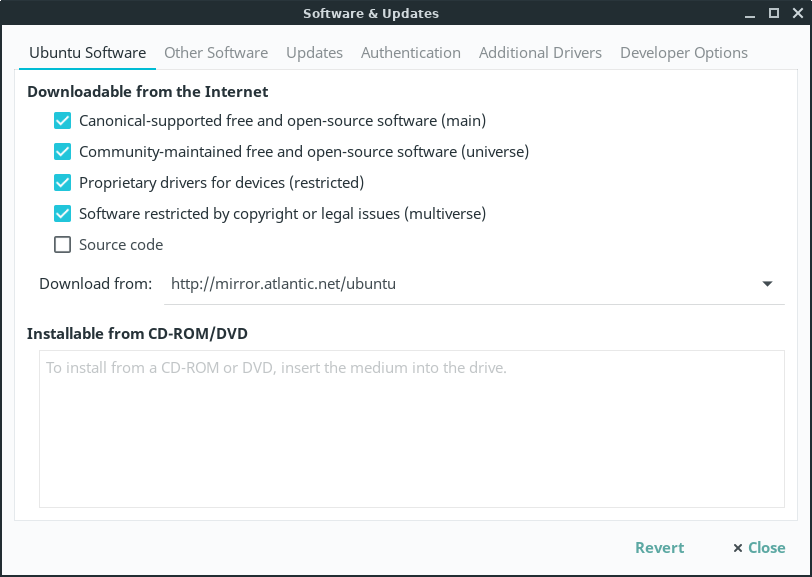 Software & Updates
Ubuntu Software Other Software Updates Authentication Additional Drivers Developer Options
Downloadable from the Internet
Canonical-supported free and open-source software (main)
Community-maintained free and open-source software (universe)
Proprietary drivers for devices (restricted)
Software restricted by copyright or legal issues (multiverse)
Source code
Download from: http://mirror.atlantic.net/ubuntu
Installable from CD-ROM/DVD
To install from a CD-ROM or DVD, insert the medium into the drive.
Revert Close